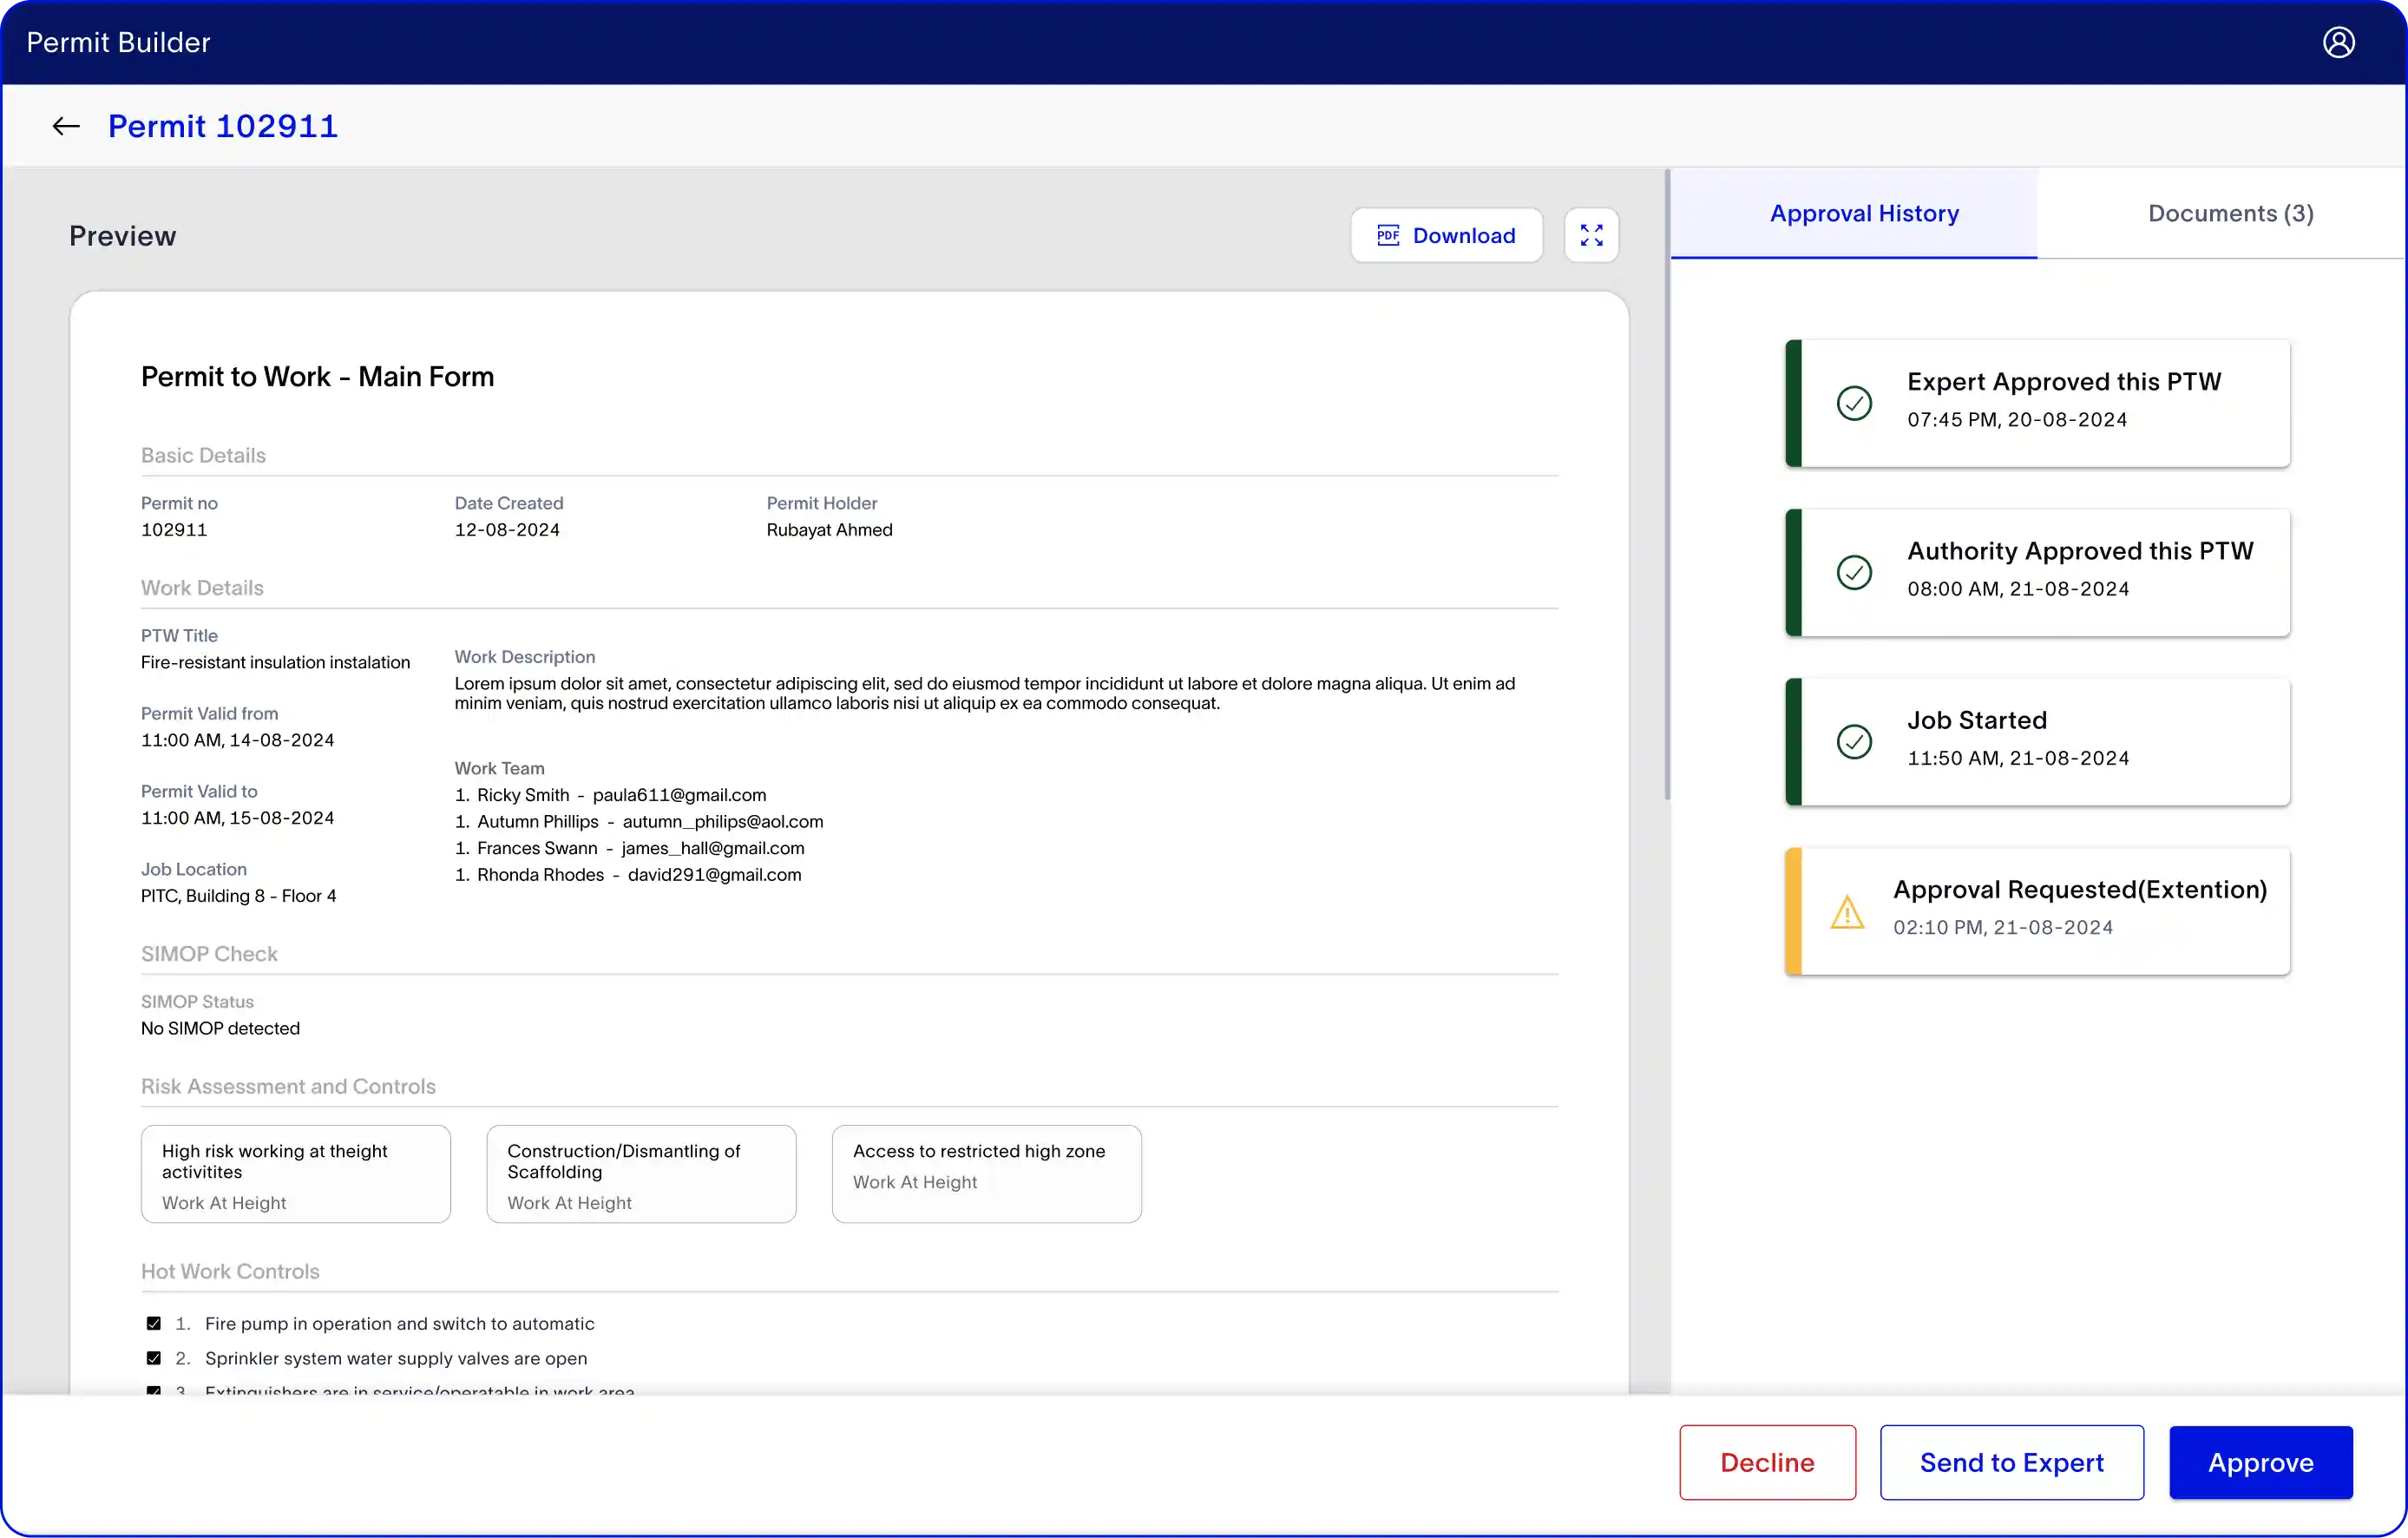 Permit Builder
Permit 102911
Preview
PDF Download
Approval History
Documents (3)
Permit to Work - Main Form
Basic Details
Permit no
102911
Date Created
12-08-2024
Permit Holder
Rubayat Ahmed
Work Details
PTW Title
Fire-resistant insulation instalation
Permit Valid from
11:00 AM, 14-08-2024
Permit Valid to
11:00 AM, 15-08-2024
Job Location
PITC, Building 8 - Floor 4
Work Description
Lorem ipsum dolor sit amet, consectetur adipiscing elit, sed do eiusmod tempor incididunt ut labore et dolore magna aliqua. Ut enim ad
minim veniam, quis nostrud exercitation ullamco laboris nisi ut aliquip ex ea commodo consequat.
Work Team
1. Ricky Smith - paula611@gmail.com
1. Autumn Phillips - autumn_philips@aol.com
1. Frances Swann - james_hall@gmail.com
1. Rhonda Rhodes - david291@gmail.com
SIMOP Check
SIMOP Status
No SIMOP detected
Risk Assessment and Controls
High risk working at theight
activitites
Work At Height
Construction/Dismantling of
Scaffolding
Work At Height
Access to restricted high zone
Work At Height
Hot Work Controls
1. Fire pump in operation and switch to automatic
2. Sprinkler system water supply valves are open
3. Extinguishers are in service/operatable in work area
Expert Approved this PTW
07:45 PM, 20-08-2024
Authority Approved this PTW
08:00 AM, 21-08-2024
Job Started
11:50 AM, 21-08-2024
Approval Requested(Extention)
02:10 PM, 21-08-2024
Decline
Send to Expert
Approve